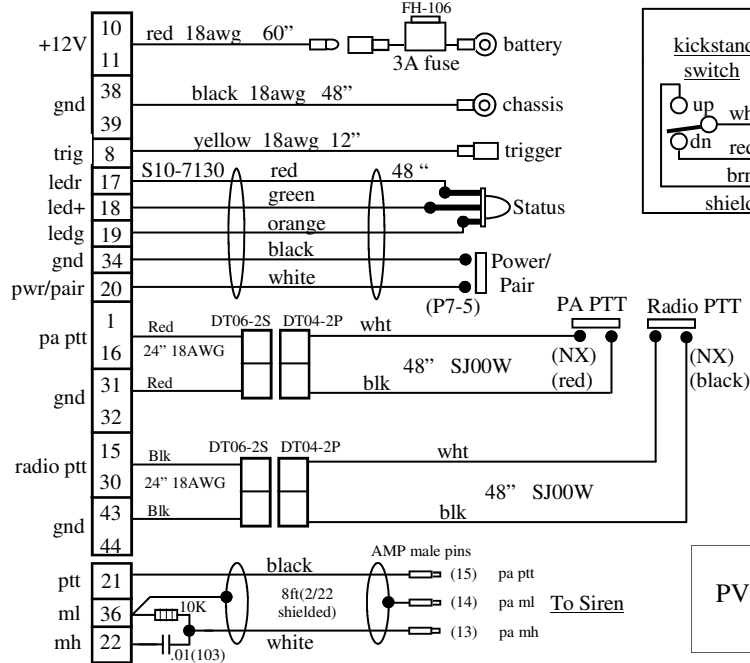 FH-106
+12V 10 red 18awg 60” battery
11 3A fuse
gnd 38 black 18awg 48” chassis
39
trig 8 yellow 18awg 12” trigger
ledr 17 S10-7130 red 48 “
led+ 18 green Status
ledg 19 orange
gnd 34 black Power/
pwr/pair 20 white Pair
(P7-5)
kickstand
switch
up
dn
PA PTT Radio PTT
pa ptt 1 Red DT06-2S DT04-2P wht
16 24” 18AWG (NX) (NX)
48” SJ00W (red) (black)
gnd 31 Red blk
32
radio ptt 15 Blk DT06-2S DT04-2P wht
30 24” 18AWG 48” SJ00W
gnd 43 Blk blk
44
AMP male pins
ptt 21 black (15) pa ptt
8ft(2/22
ml 36 10K shielded) (14) pa ml To Siren
mh 22 white (13) pa mh
.01(103)
PV